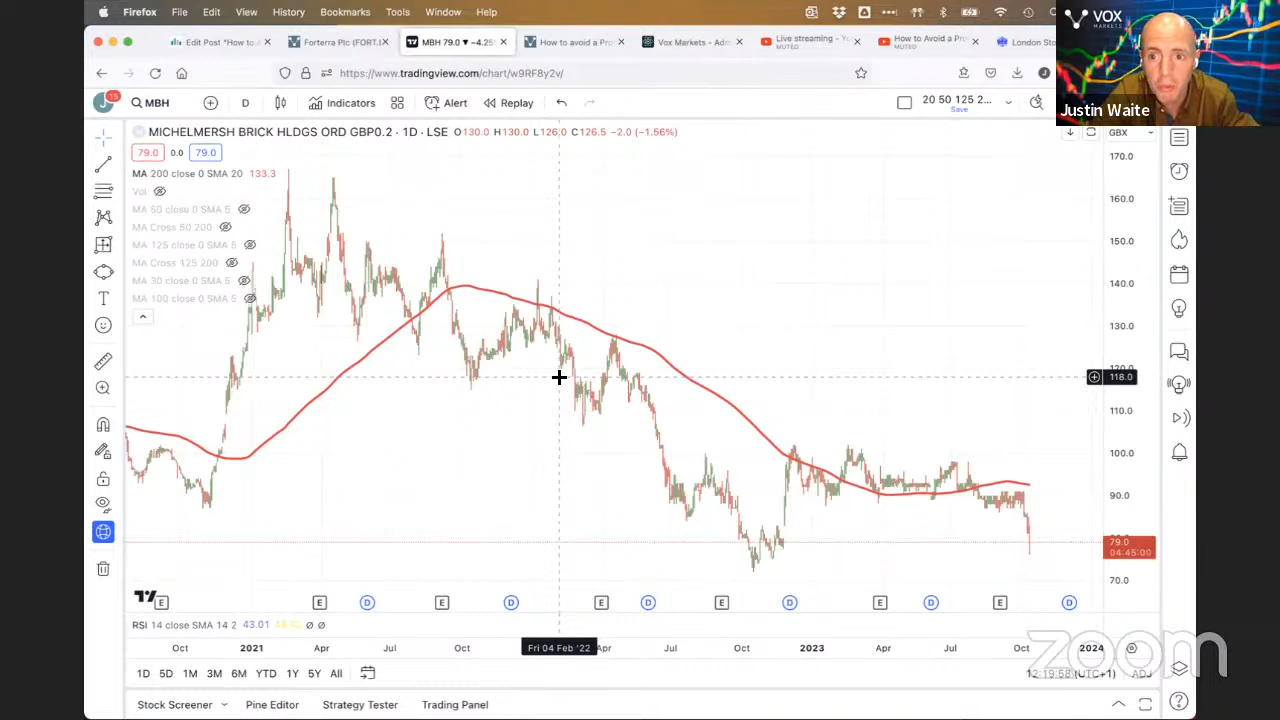 Firefox File Edit View History Bookmarks Tools Window Help
Edit Post "How to A
Forterra Plc PORT.I
MBH 79.0 ▼ -4.25
How to avoid a Pro
Vox Markets - Adm
Live streaming - Yo
MUTED
How to Avoid a Pro
MUTED
London Sto
https://www.tradingview.com/chart/w9RF8y2v/
VOX
MARKETS
Justin Waite
J 15 MBH D Indicators Alert Replay 20 50 125 2...
Save
MICHELMERSH BRICK HLDGS ORD GBP0.2 · 1D · LSE O130.0 H130.0 L126.0 C126.5 -2.0 (-1.56%)
GBX
79.0 0.0 79.0
MA 200 close 0 SMA 20 133.3
Vol
MA 50 close 0 SMA 5
MA Cross 50 200
MA 125 close 0 SMA 5
MA Cross 125 200
MA 30 close 0 SMA 5
MA 100 close 0 SMA 5
170.0
160.0
150.0
140.0
130.0
120.0
118.0
110.0
100.0
90.0
79.0
04:45:00
70.0
E E D E D E D E D E D E D
RSI 14 close SMA 14 2 43.01
Oct 2021 Apr Jul Oct Fri 04 Feb '22 Apr Jul Oct 2023 Apr Jul Oct 2024
zoom
1D 5D 1M 3M 6M YTD 1Y 5Y All
12:19:58 (UTC+1) ADJ
Stock Screener Pine Editor Strategy Tester Trading Panel